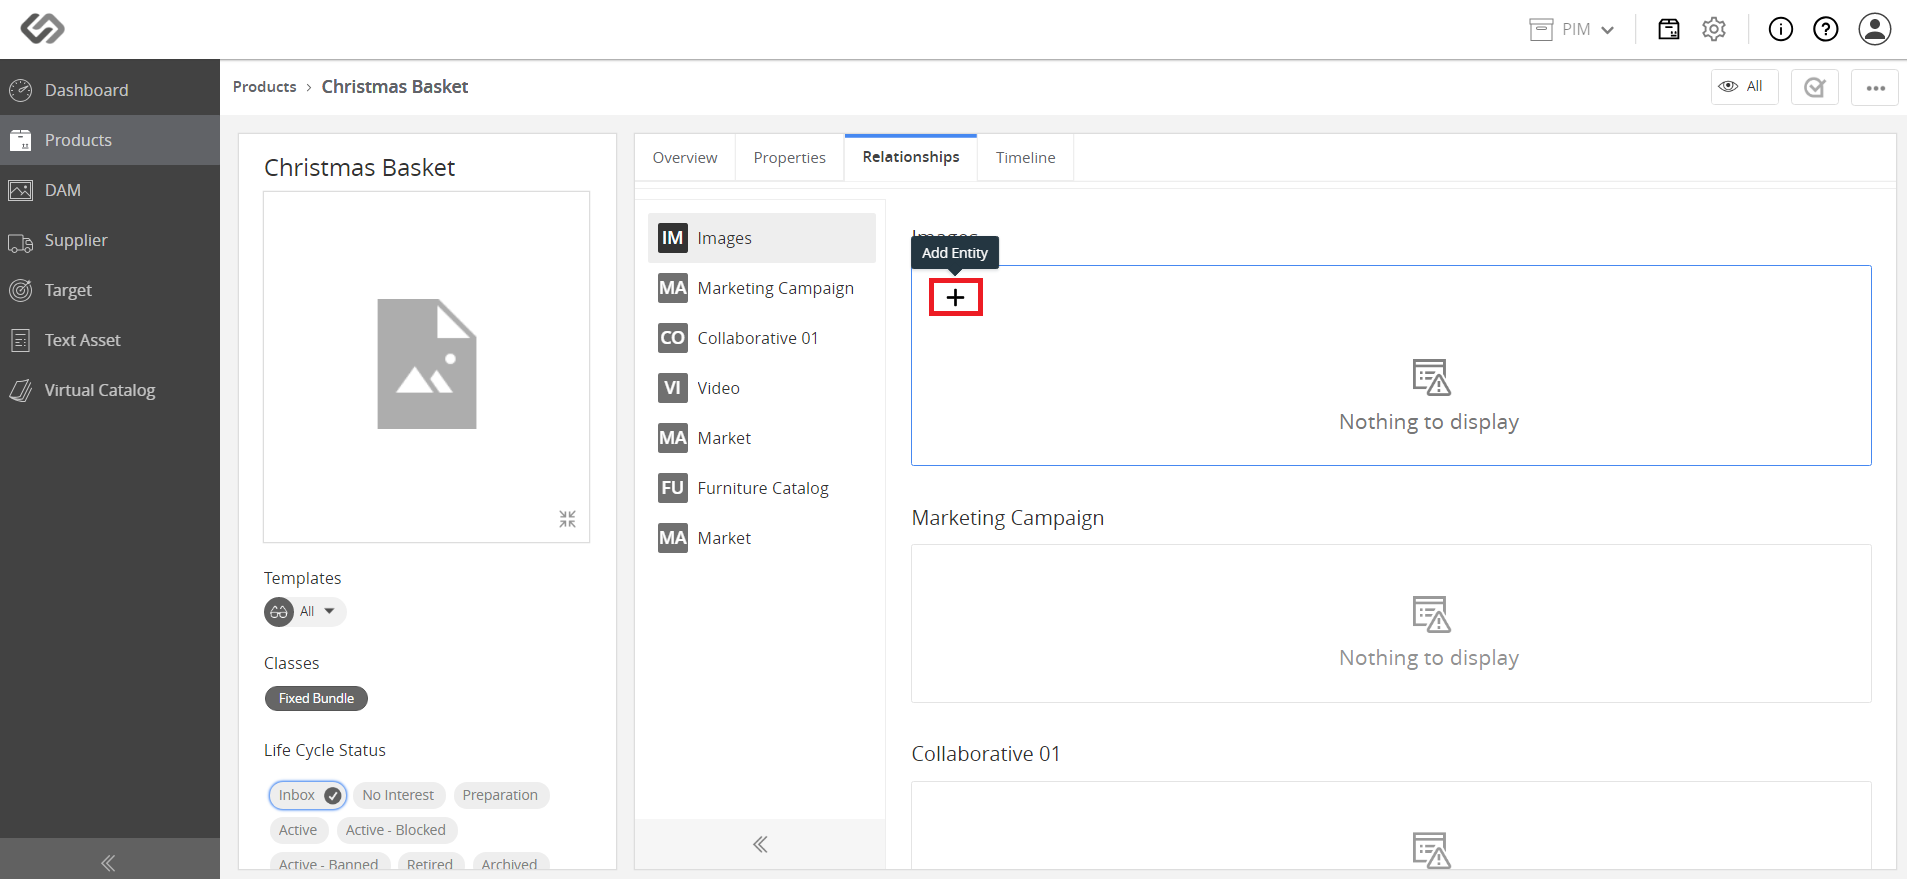 PIM
Dashboard
Products
DAM
Supplier
Target
Text Asset
Virtual Catalog
Products › Christmas Basket
All
Christmas Basket
Templates
All
Classes
Fixed Bundle
Life Cycle Status
Inbox No Interest Preparation
Active Active - Blocked
Active - Banned Retired Archived
Overview Properties Relationships Timeline
IM Images
MA Marketing Campaign
CO Collaborative 01
VI Video
MA Market
FU Furniture Catalog
MA Market
Images
Add Entity
Nothing to display
Marketing Campaign
Nothing to display
Collaborative 01